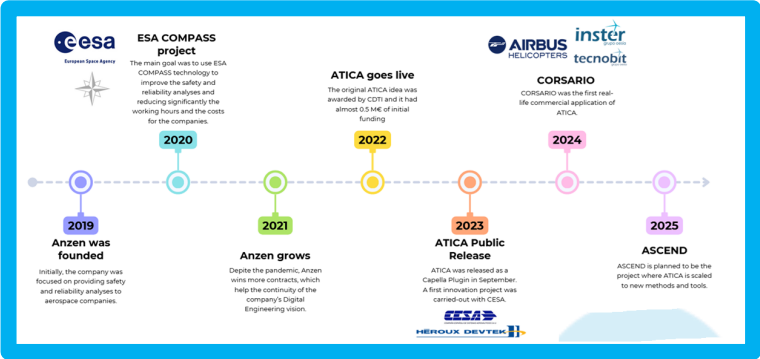 esa
European Space Agency
ESA COMPASS
project
The main goal was to use ESA
COMPASS technology to
improve the safety and
reliability analyses and
reducing significantly the
working hours and the costs
for the companies.
2020
ATICA goes live
The original ATICA idea was
awarded by CDTI and it had
almost 0.5 M€ of initial
funding
2022
AIRBUS
HELICOPTERS
inster
grupo oesía
tecnobit
CORSARIO
CORSARIO was the first real-
life commercial application of
ATICA.
2024
2019
Anzen was
founded
Initially, the company was
focused on providing safety
and reliability analyses to
aerospace companies.
2021
Anzen grows
Depite the pandemic, Anzen
wins more contracts, which
help the continuity of the
company's Digital
Engineering vision.
2023
ATICA Public
Release
ATICA was released as a
Capella Plugin in September.
A first innovation project was
carried-out with CESA.
CESA
HÉROUX DEVTEK
2025
ASCEND
ASCEND is planned to be the
project where ATICA is scaled
to new methods and tools.